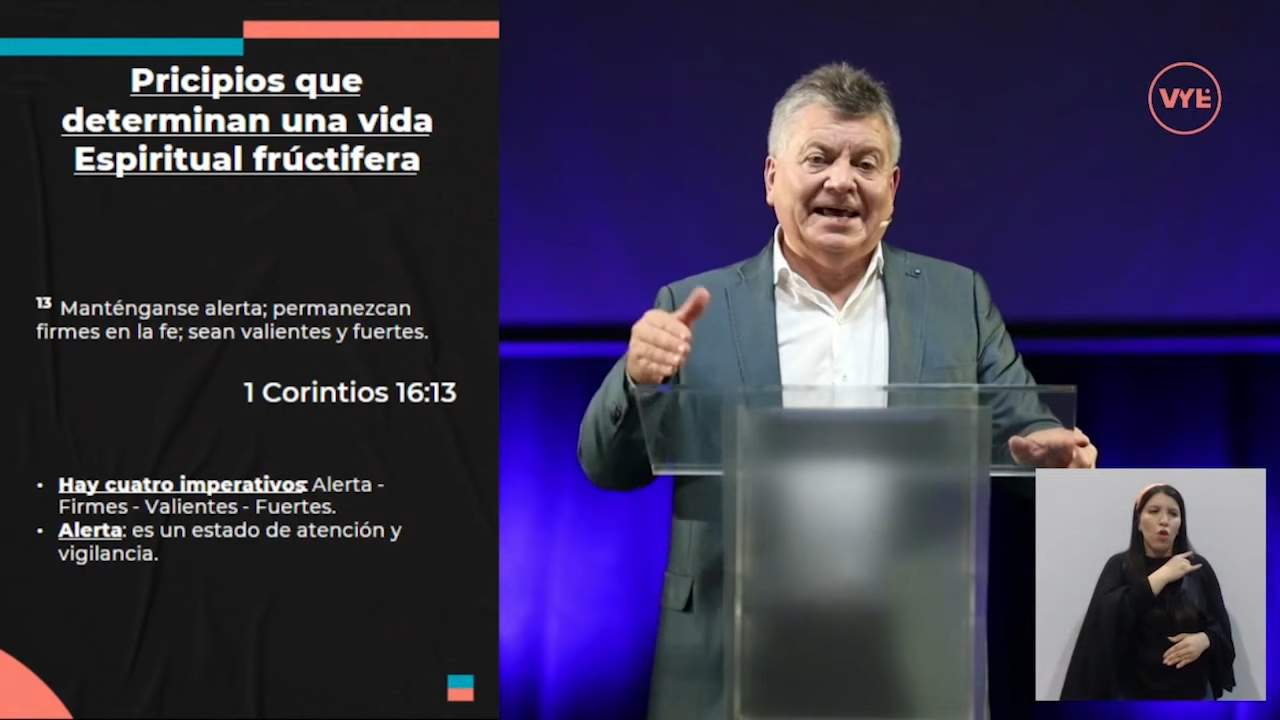 Pricipios que
determinan una vida
Espiritual frúctifera
13 Manténganse alerta; permanezcan
firmes en la fe; sean valientes y fuertes.
1 Corintios 16:13
• Hay cuatro imperativos: Alerta -
Firmes - Valientes - Fuertes.
• Alerta: es un estado de atención y
vigilancia.
VYE